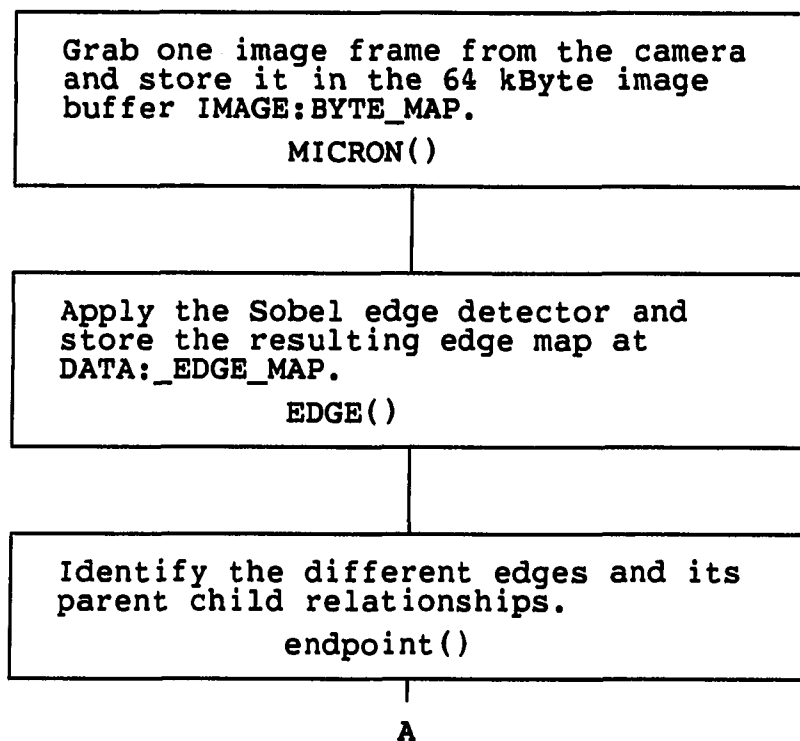 Grab one image frame from the camera
and store it in the 64 kByte image
buffer IMAGE:BYTE_MAP.
MICRON()
Apply the Sobel edge detector and
store the resulting edge map at
DATA:_EDGE_MAP.
EDGE()
Identify the different edges and its
parent child relationships.
endpoint()
A